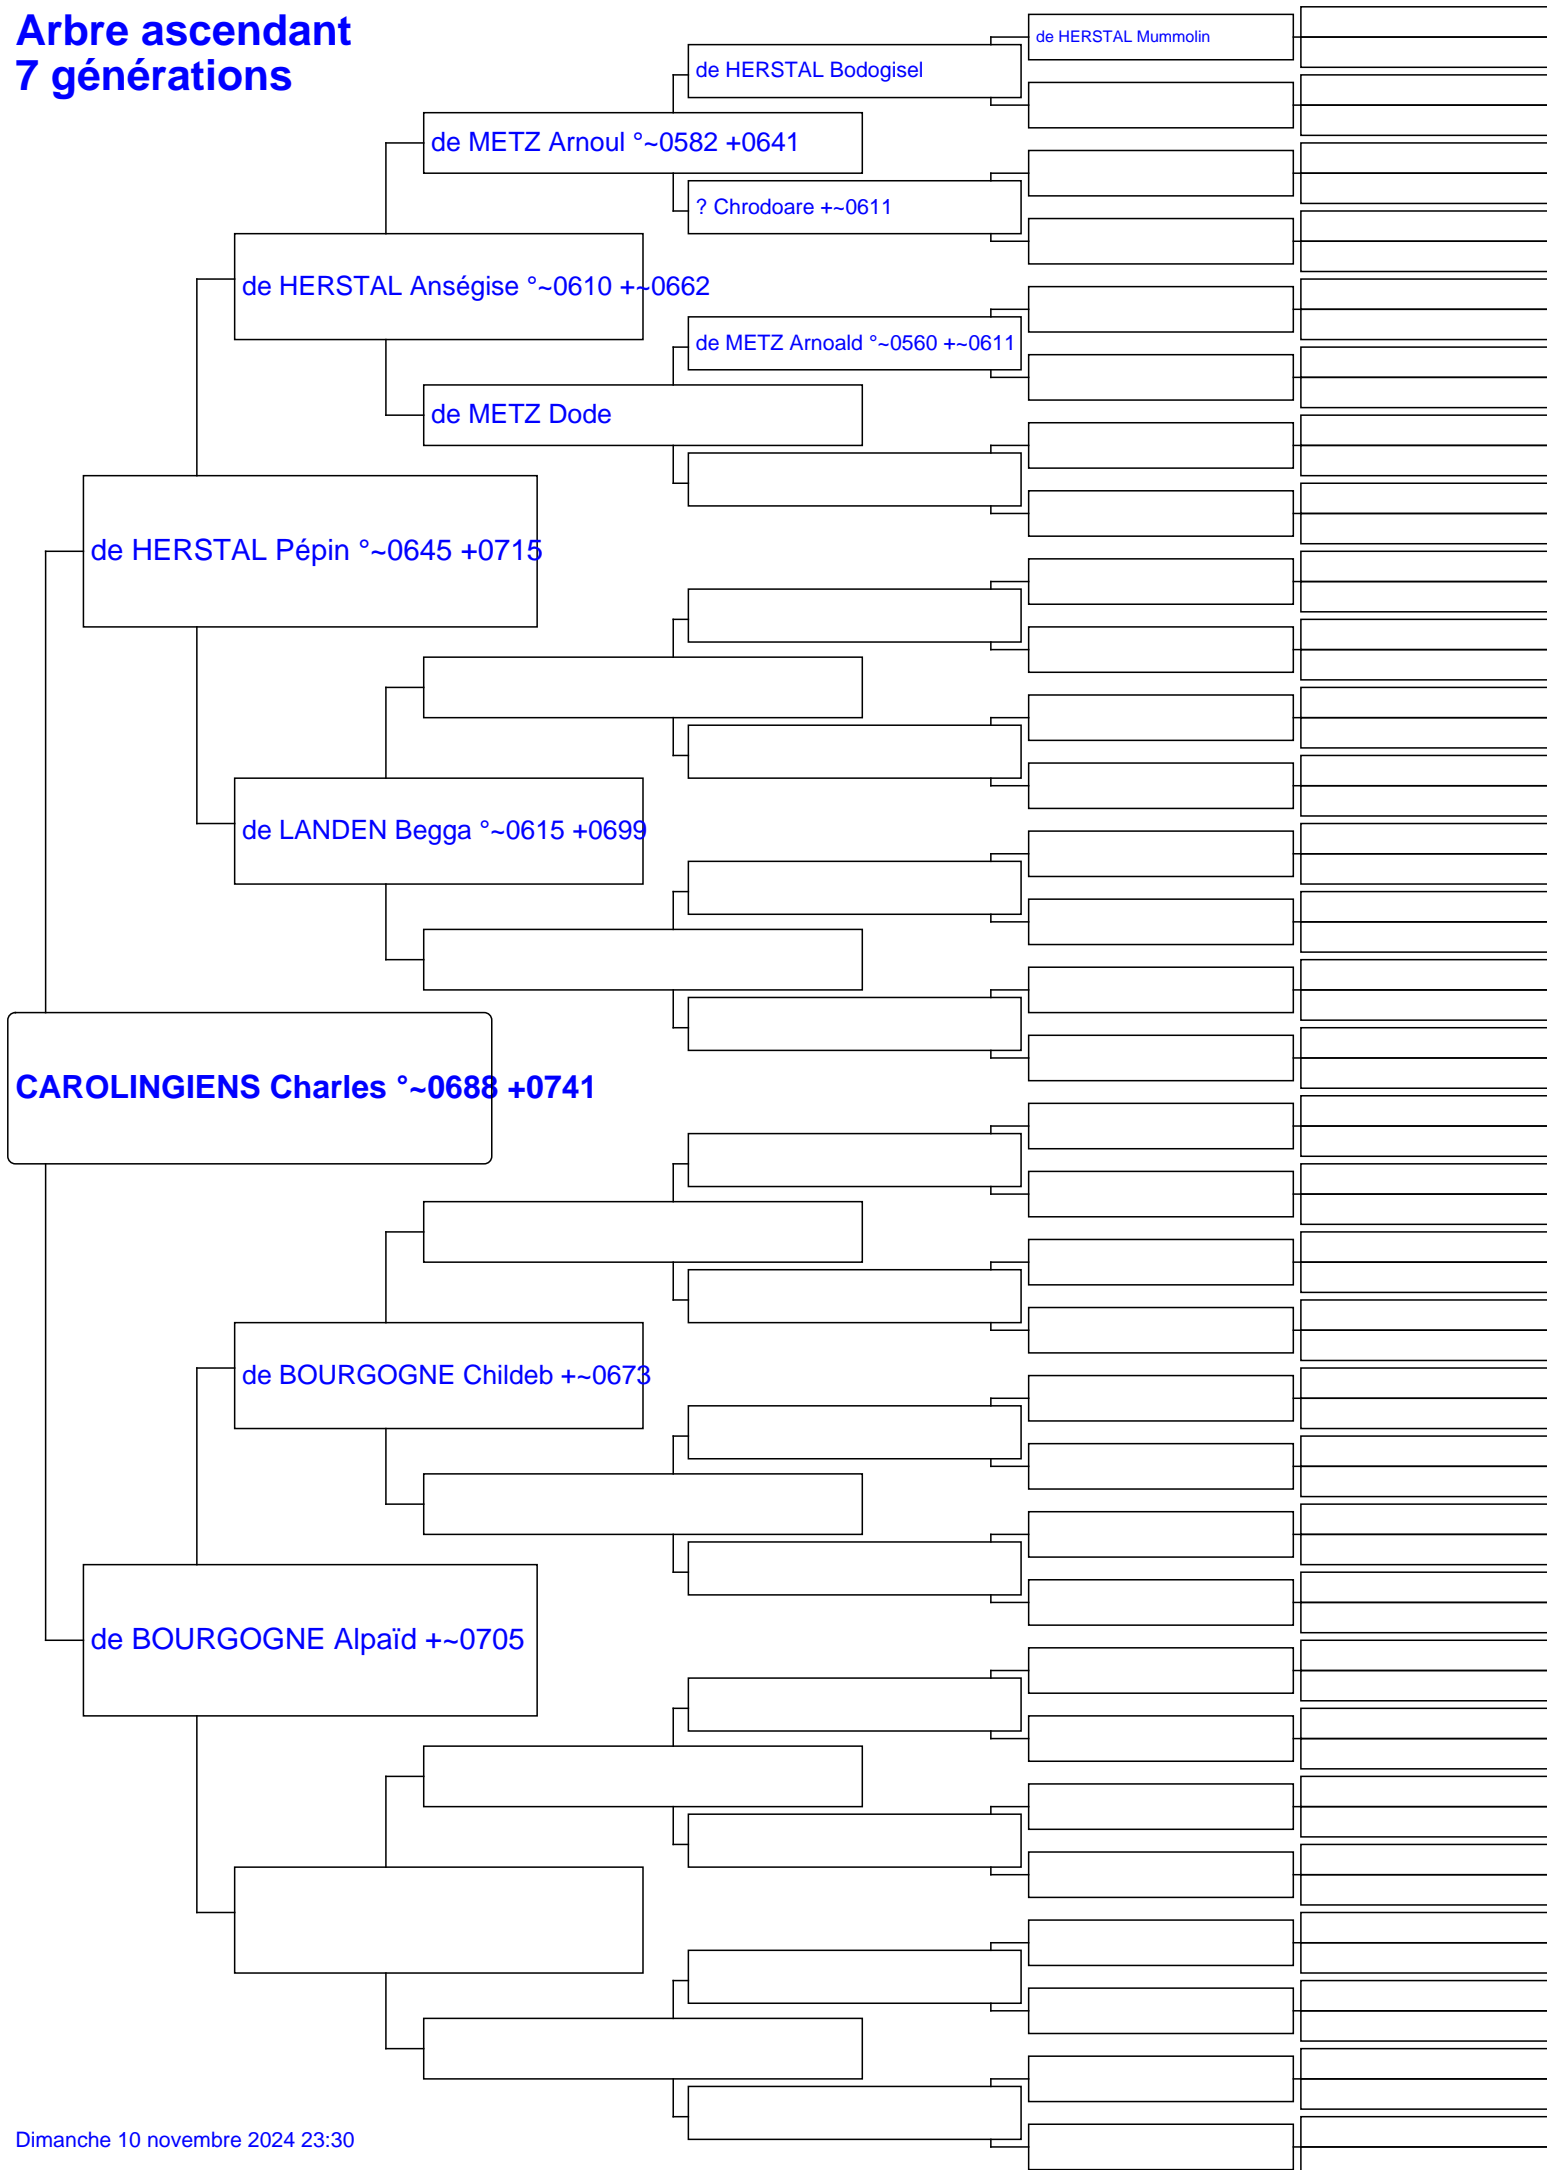 Arbre ascendant
7 générations
de HERSTAL Mummolin
de HERSTAL Bodogisel
de METZ Arnoul °~0582 +0641
? Chrodoare +~0611
de HERSTAL Anségise °~0610 +~0662
de METZ Arnoald °~0560 +~0611
de METZ Dode
de HERSTAL Pépin °~0645 +0715
de LANDEN Begga °~0615 +0699
CAROLINGIENS Charles °~0688 +0741
de BOURGOGNE Childeb +~0673
de BOURGOGNE Alpaïd +~0705
Dimanche 10 novembre 2024 23:30